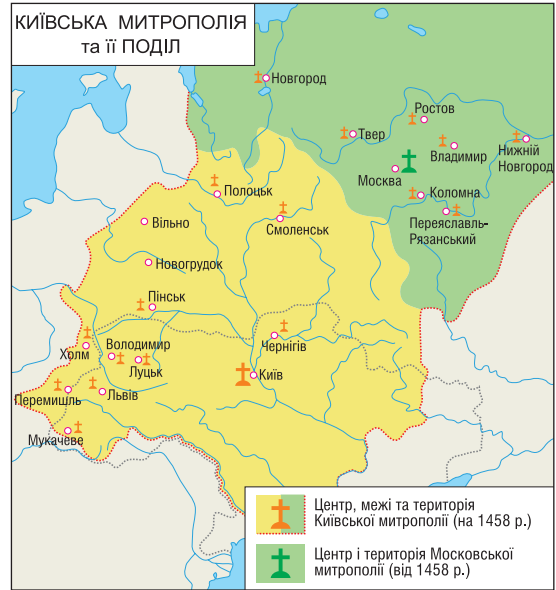 КИЇВСЬКА МИТРОПОЛІЯ
та її ПОДІЛ
Новгород
Ростов
Твер
Владимир
Нижній
Новгород
Москва
Коломна
Переяславль-
Рязанський
Полоцьк
Смоленськ
Вільно
Новогрудок
Пінськ
Чернігів
Холм
Володимир
Луцьк
Київ
Перемишль
Львів
Мукачеве
Центр, межі та територія
Київської митрополії (на 1458 р.)
Центр і територія Московської
митрополії (від 1458 р.)